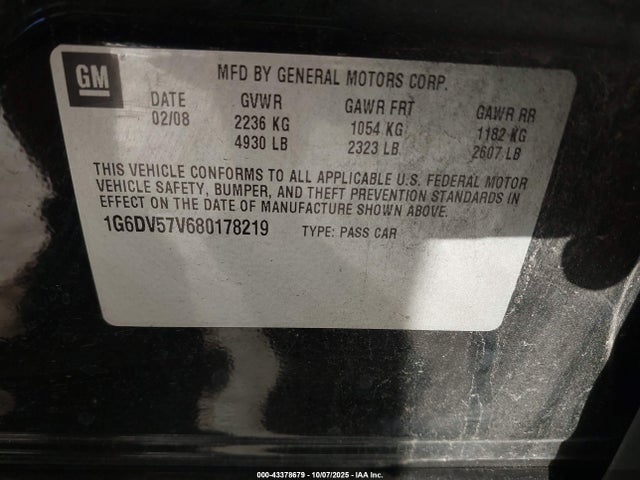 GM
MFD BY GENERAL MOTORS CORP.
DATE GVWR GAWR FRT GAWR RR
02/08 2236 KG 1054 KG 1182 KG
4930 LB 2323 LB 2607 LB
THIS VEHICLE CONFORMS TO ALL APPLICABLE U.S. FEDERAL MOTOR
VEHICLE SAFETY, BUMPER, AND THEFT PREVENTION STANDARDS IN
EFFECT ON THE DATE OF MANUFACTURE SHOWN ABOVE.
1G6DV57V680178219 TYPE: PASS CAR
000-43378679 | 10/07/2025 - IAA Inc.